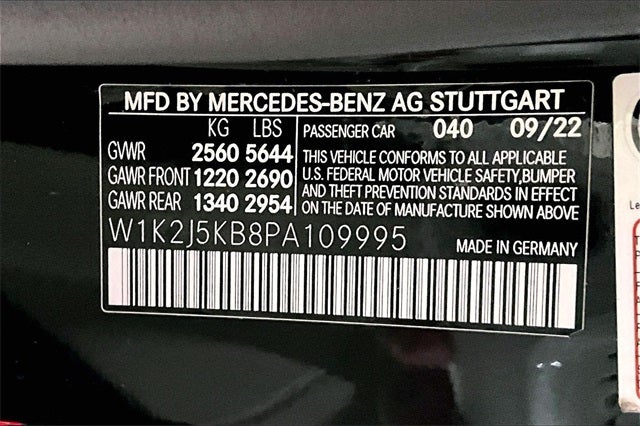 MFD BY MERCEDES-BENZ AG STUTTGART
KG LBS
GVWR 2560 5644
GAWR FRONT 1220 2690
GAWR REAR 1340 2954
PASSENGER CAR 040 09/22
THIS VEHICLE CONFORMS TO ALL APPLICABLE
U.S. FEDERAL MOTOR VEHICLE SAFETY,BUMPER
AND THEFT PREVENTION STANDARDS IN EFFECT
ON THE DATE OF MANUFACTURE SHOWN ABOVE
W1K2J5KB8PA109995
MADE IN GERMANY